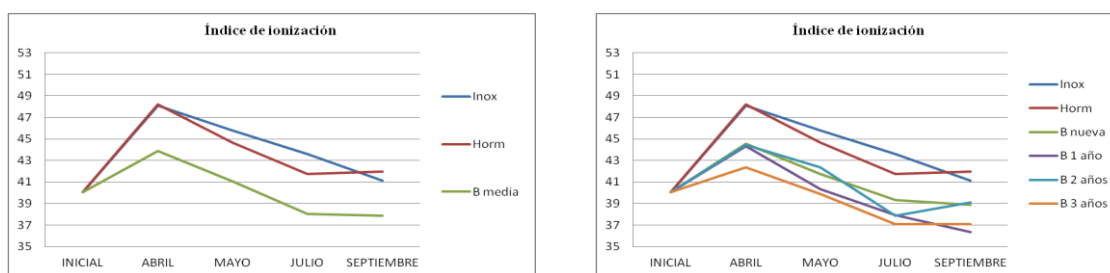 Índice de ionización
53
51
49
47
45
43
41
39
37
35
INICIAL ABRIL MAYO JULIO SEPTIEMBRE
Inox
Horm
B media
Índice de ionización
53
51
49
47
45
43
41
39
37
35
INICIAL ABRIL MAYO JULIO SEPTIEMBRE
Inox
Horm
B nueva
B 1 año
B 2 años
B 3 años